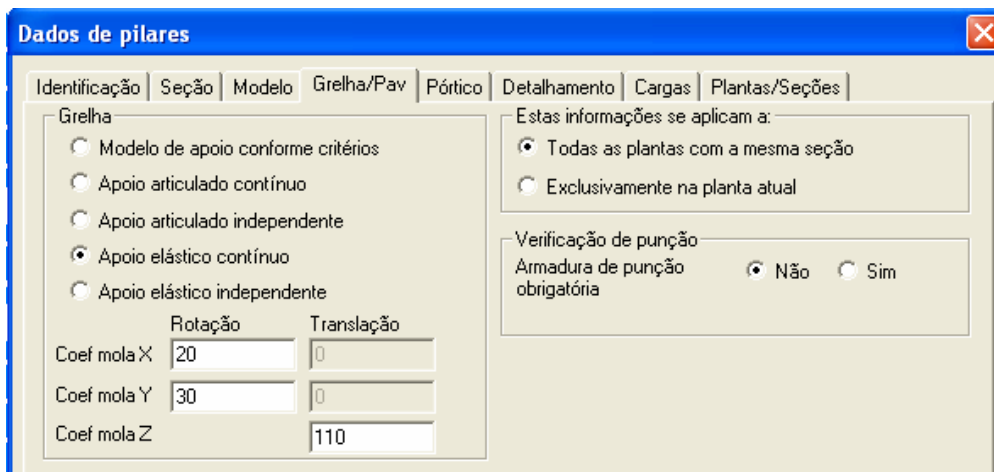 Dados de pilares
Identificação Seção Modelo Grelha/Pav Pórtico Detalhamento Cargas Plantas/Seções
Grelha
Modelo de apoio conforme critérios
Apoio articulado contínuo
Apoio articulado independente
Apoio elástico contínuo
Apoio elástico independente
Rotação Translação
Coef mola X 20 0
Coef mola Y 30 0
Coef mola Z 110
Estas informações se aplicam a:
Todas as plantas com a mesma seção
Exclusivamente na planta atual
Verificação de punção
Armadura de punção
obrigatória
Não Sim